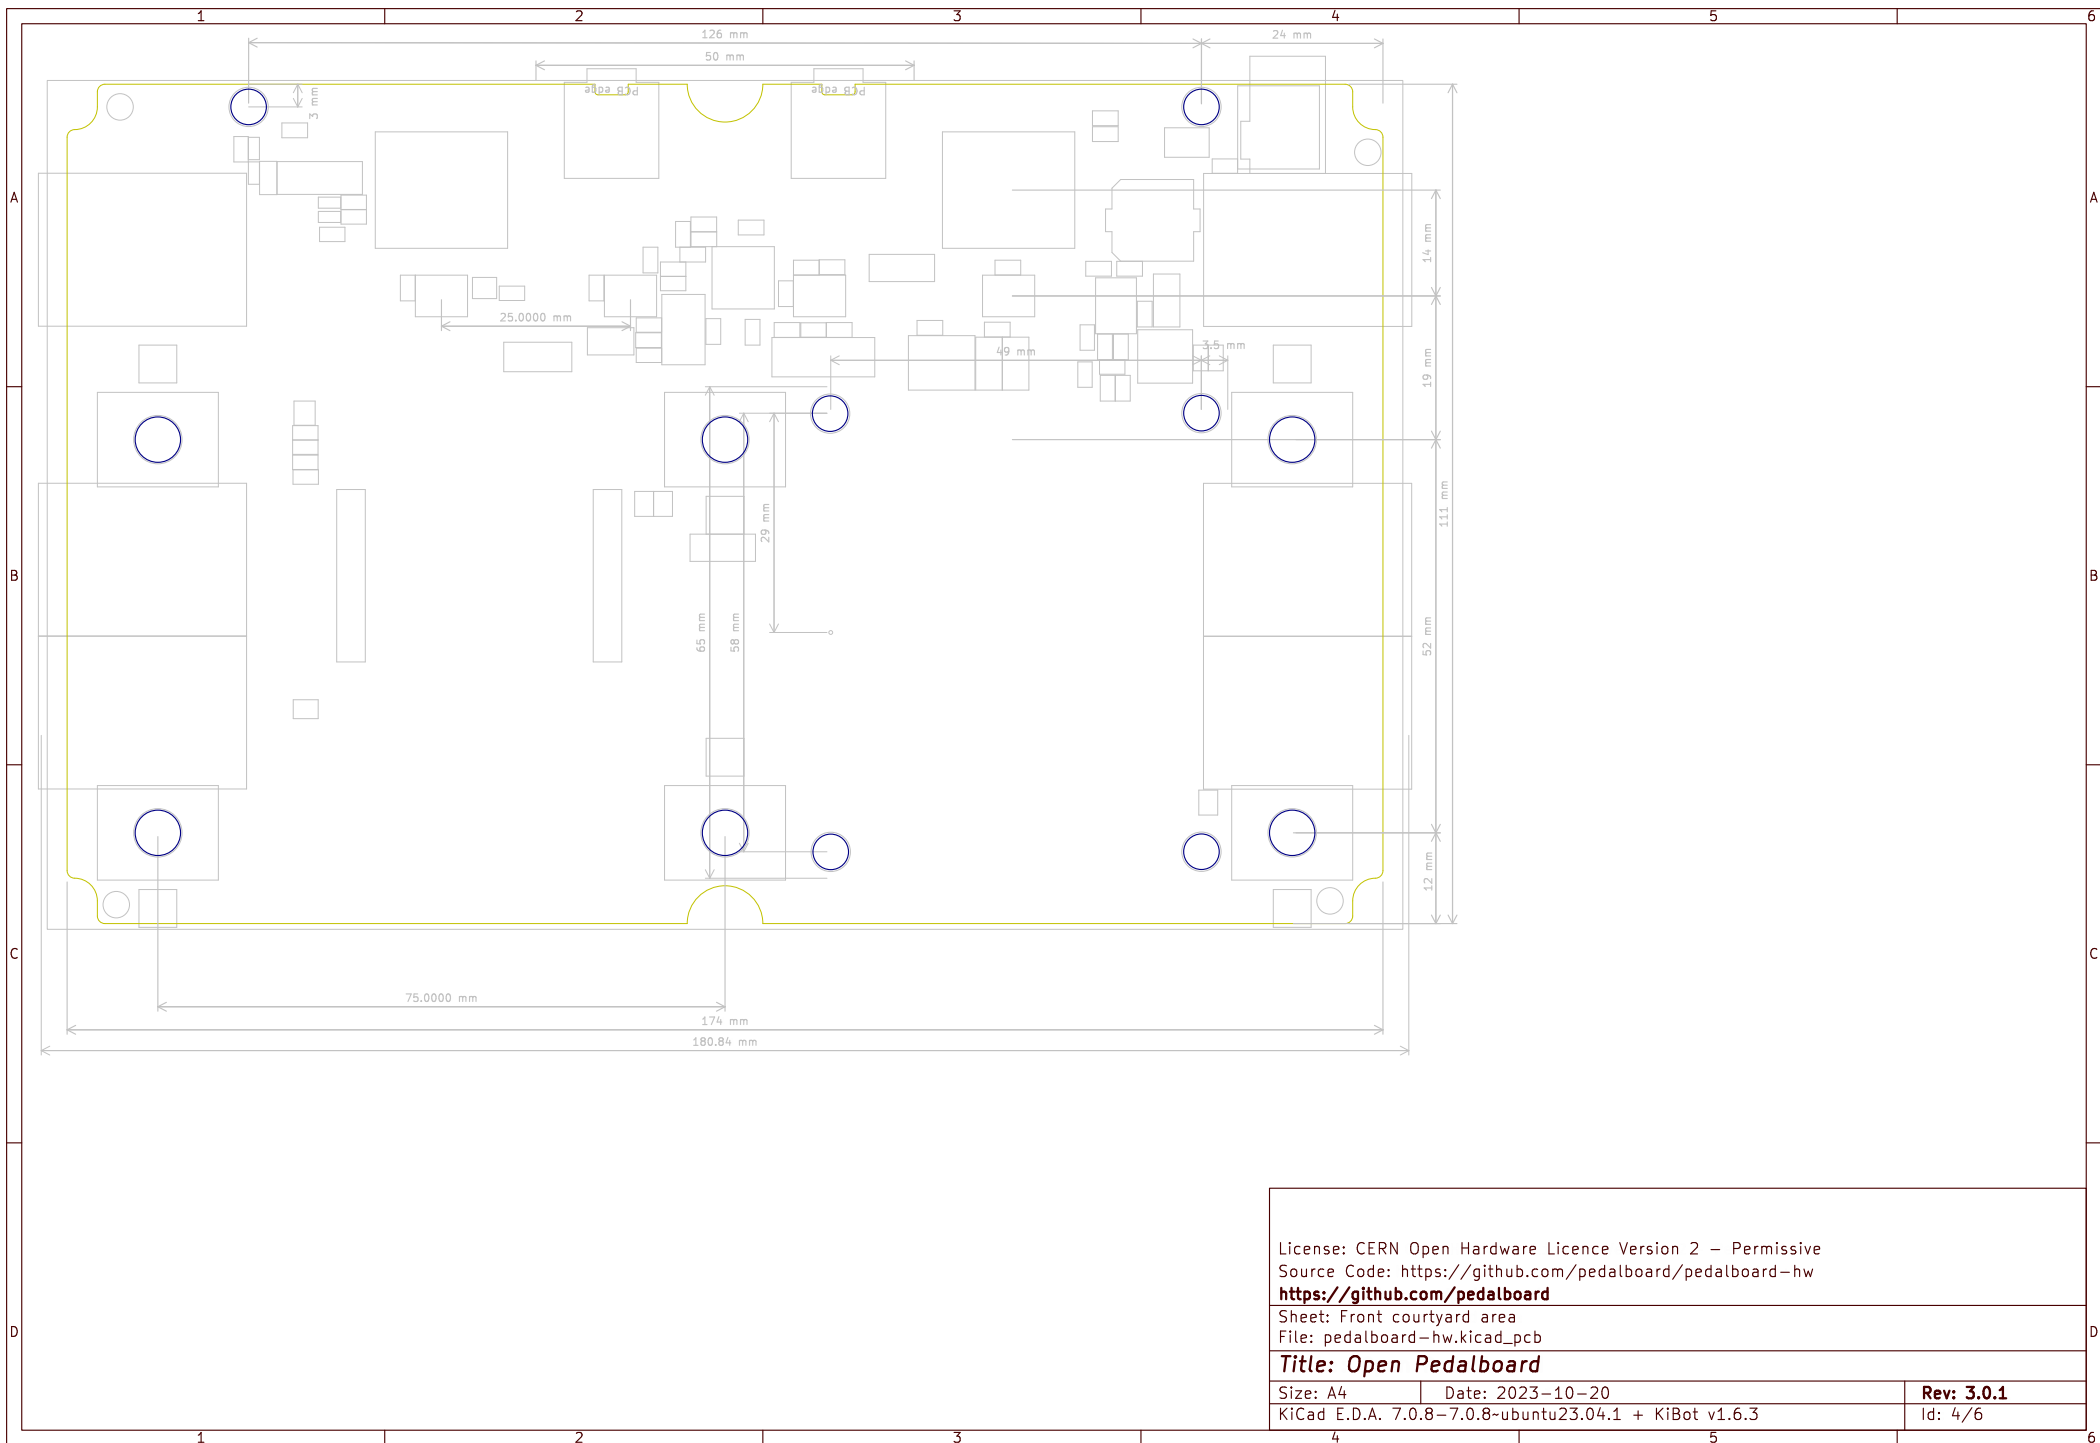 1 2 3 4 5 6
126 mm 24 mm
50 mm
3 mm
PCB edge PCB edge
A A
14 mm
25.0000 mm
49 mm 3.5 mm
19 mm
29 mm
111 mm
B B
65 mm 58 mm 52 mm
12 mm
C C
75.0000 mm
174 mm
180.84 mm
License: CERN Open Hardware Licence Version 2 - Permissive
Source Code: https://github.com/pedalboard/pedalboard-hw
https://github.com/pedalboard
Sheet: Front courtyard area
File: pedalboard-hw.kicad_pcb
D D
Title: Open Pedalboard
Size: A4 Date: 2023-10-20 Rev: 3.0.1
KiCad E.D.A. 7.0.8-7.0.8~ubuntu23.04.1 + KiBot v1.6.3 Id: 4/6
1 2 3 4 5 6